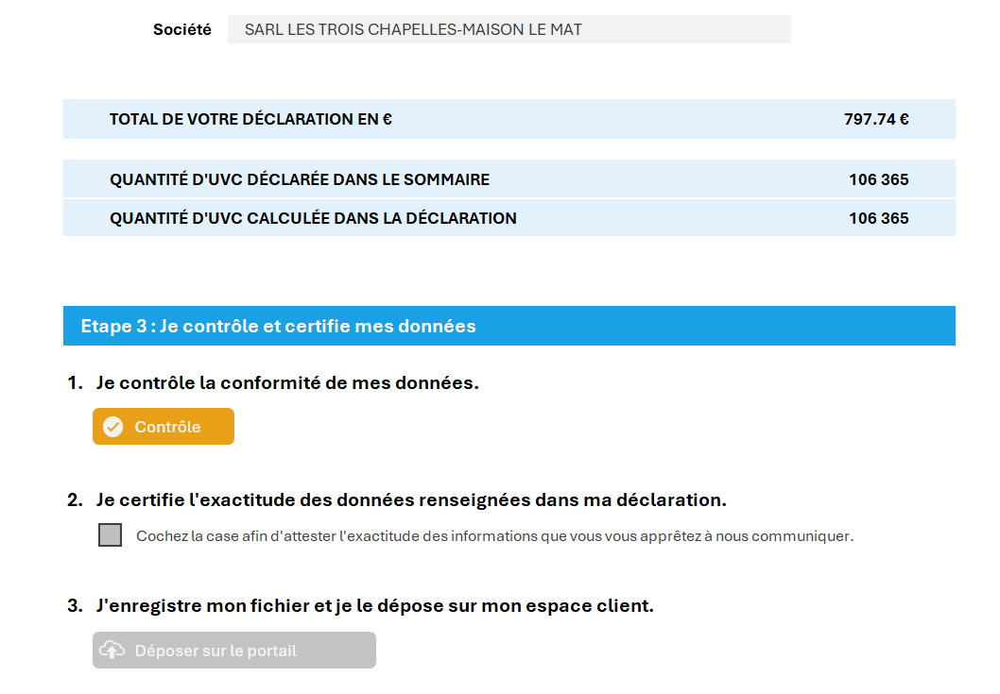 Société SARL LES TROIS CHAPELLES-MAISON LE MAT
TOTAL DE VOTRE DÉCLARATION EN € 797.74 €
QUANTITÉ D'UVC DÉCLARÉE DANS LE SOMMAIRE 106 365
QUANTITÉ D'UVC CALCULÉE DANS LA DÉCLARATION 106 365
Etape 3 : Je contrôle et certifie mes données
1. Je contrôle la conformité de mes données.
Contrôle
2. Je certifie l'exactitude des données renseignées dans ma déclaration.
Cochez la case afin d'attester l'exactitude des informations que vous vous apprêtez à nous communiquer.
3. J'enregistre mon fichier et je le dépose sur mon espace client.
Déposer sur le portail